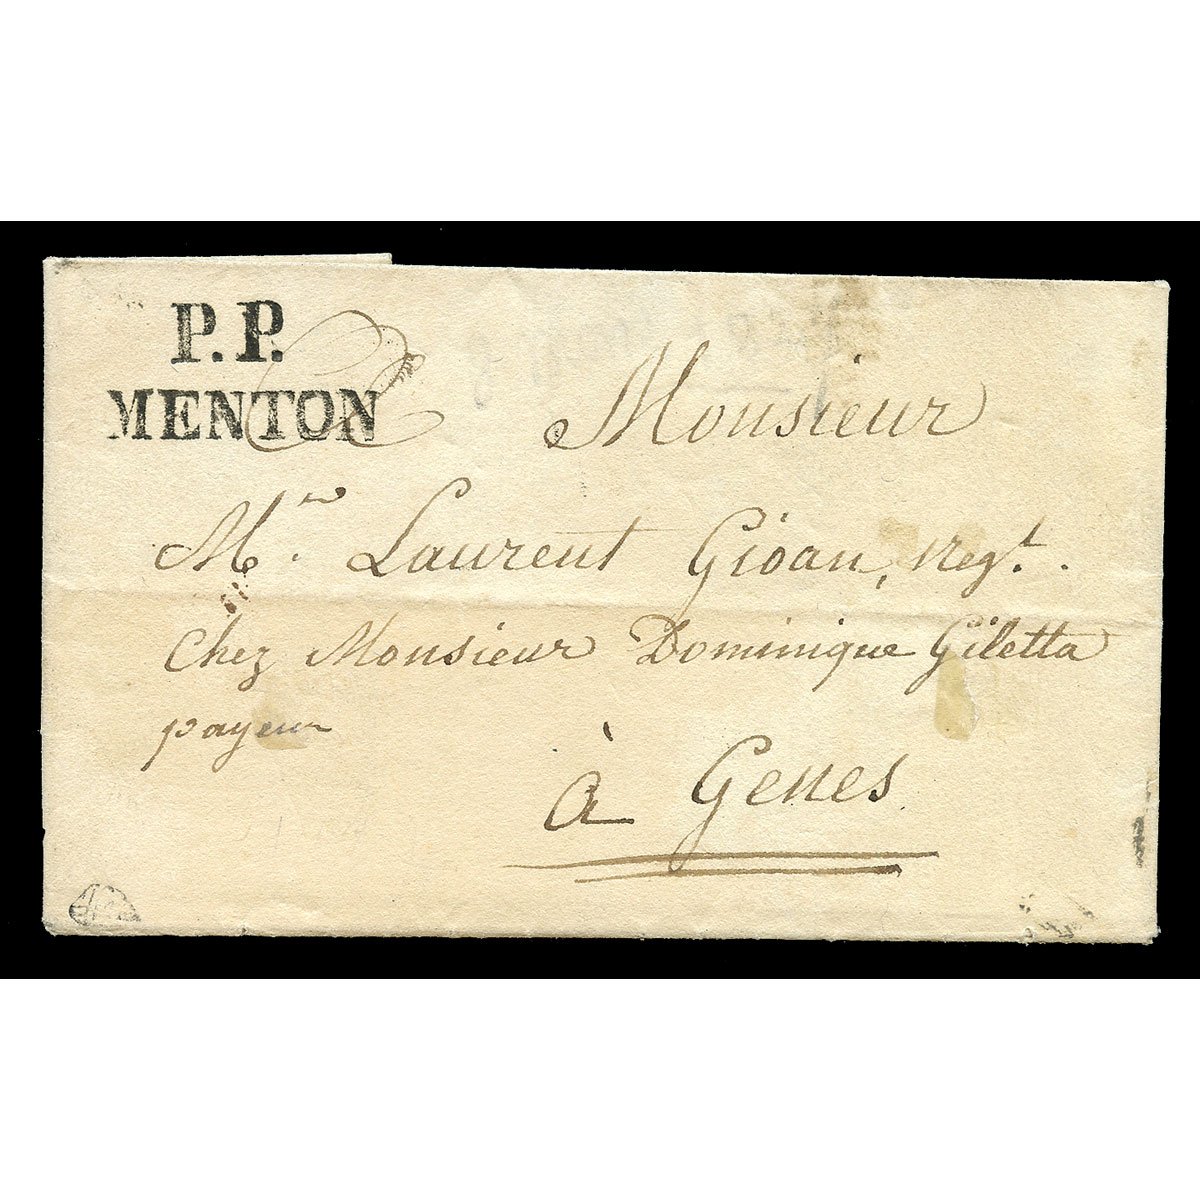 P.P.
MENTON
Monsieur
Mr. Laurent Gioan, Negt.
Chez Monsieur Dominique Giletta
payeur
à Genes